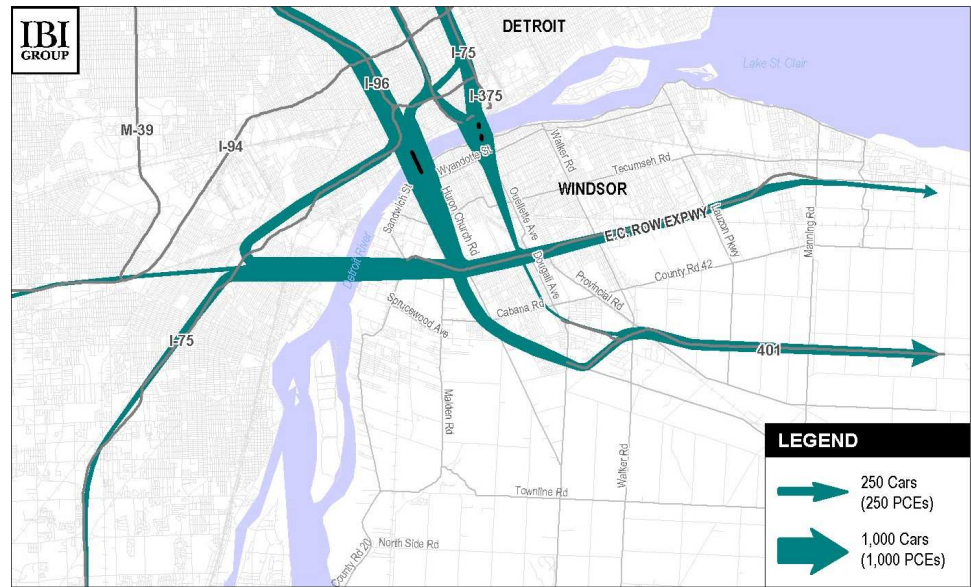 IBI
GROUP
DETROIT
Lake St. Clair
I-75
I-96
I-375
M-39
I-94
Wyandotte St
Walker Rd
Tecumseh Rd
WINDSOR
Sandwich St
Huron Church Rd
Ouellette Ave
E.C. ROW EXPWY
Lauzon Pkwy
Manning Rd
Detroit River
Dougall Ave
County Rd 42
Provincial Rd
Cabana Rd
Sprucewood Ave
I-75
401
Malden Rd
Walker Rd
Townline Rd
North Side Rd
County Rd 20
LEGEND
250 Cars
(250 PCEs)
1,000 Cars
(1,000 PCEs)